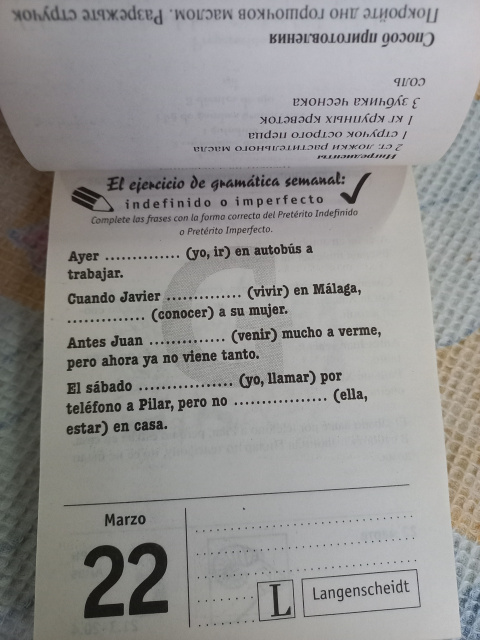 Покройте дно горшочков маслом. Разрежьте стручок
Способ приготовления
соль
3 зубчика чеснока
1 кг крупных креветок
1 стручок острого перца
2 ст. ложки растительного масла
Ингредиенты
El ejercicio de gramática semanal:
indefinido o imperfecto
Complete las frases con la forma correcta del Pretérito Indefinido
o Pretérito Imperfecto.
Ayer ............. (yo, ir) en autobús a
trabajar.
Cuando Javier ............. (vivir) en Málaga,
............. (conocer) a su mujer.
Antes Juan ............. (venir) mucho a verme,
pero ahora ya no viene tanto.
El sábado ................ (yo, llamar) por
teléfono a Pilar, pero no ................ (ella,
estar) en casa.
Marzo
22
L Langenscheidt